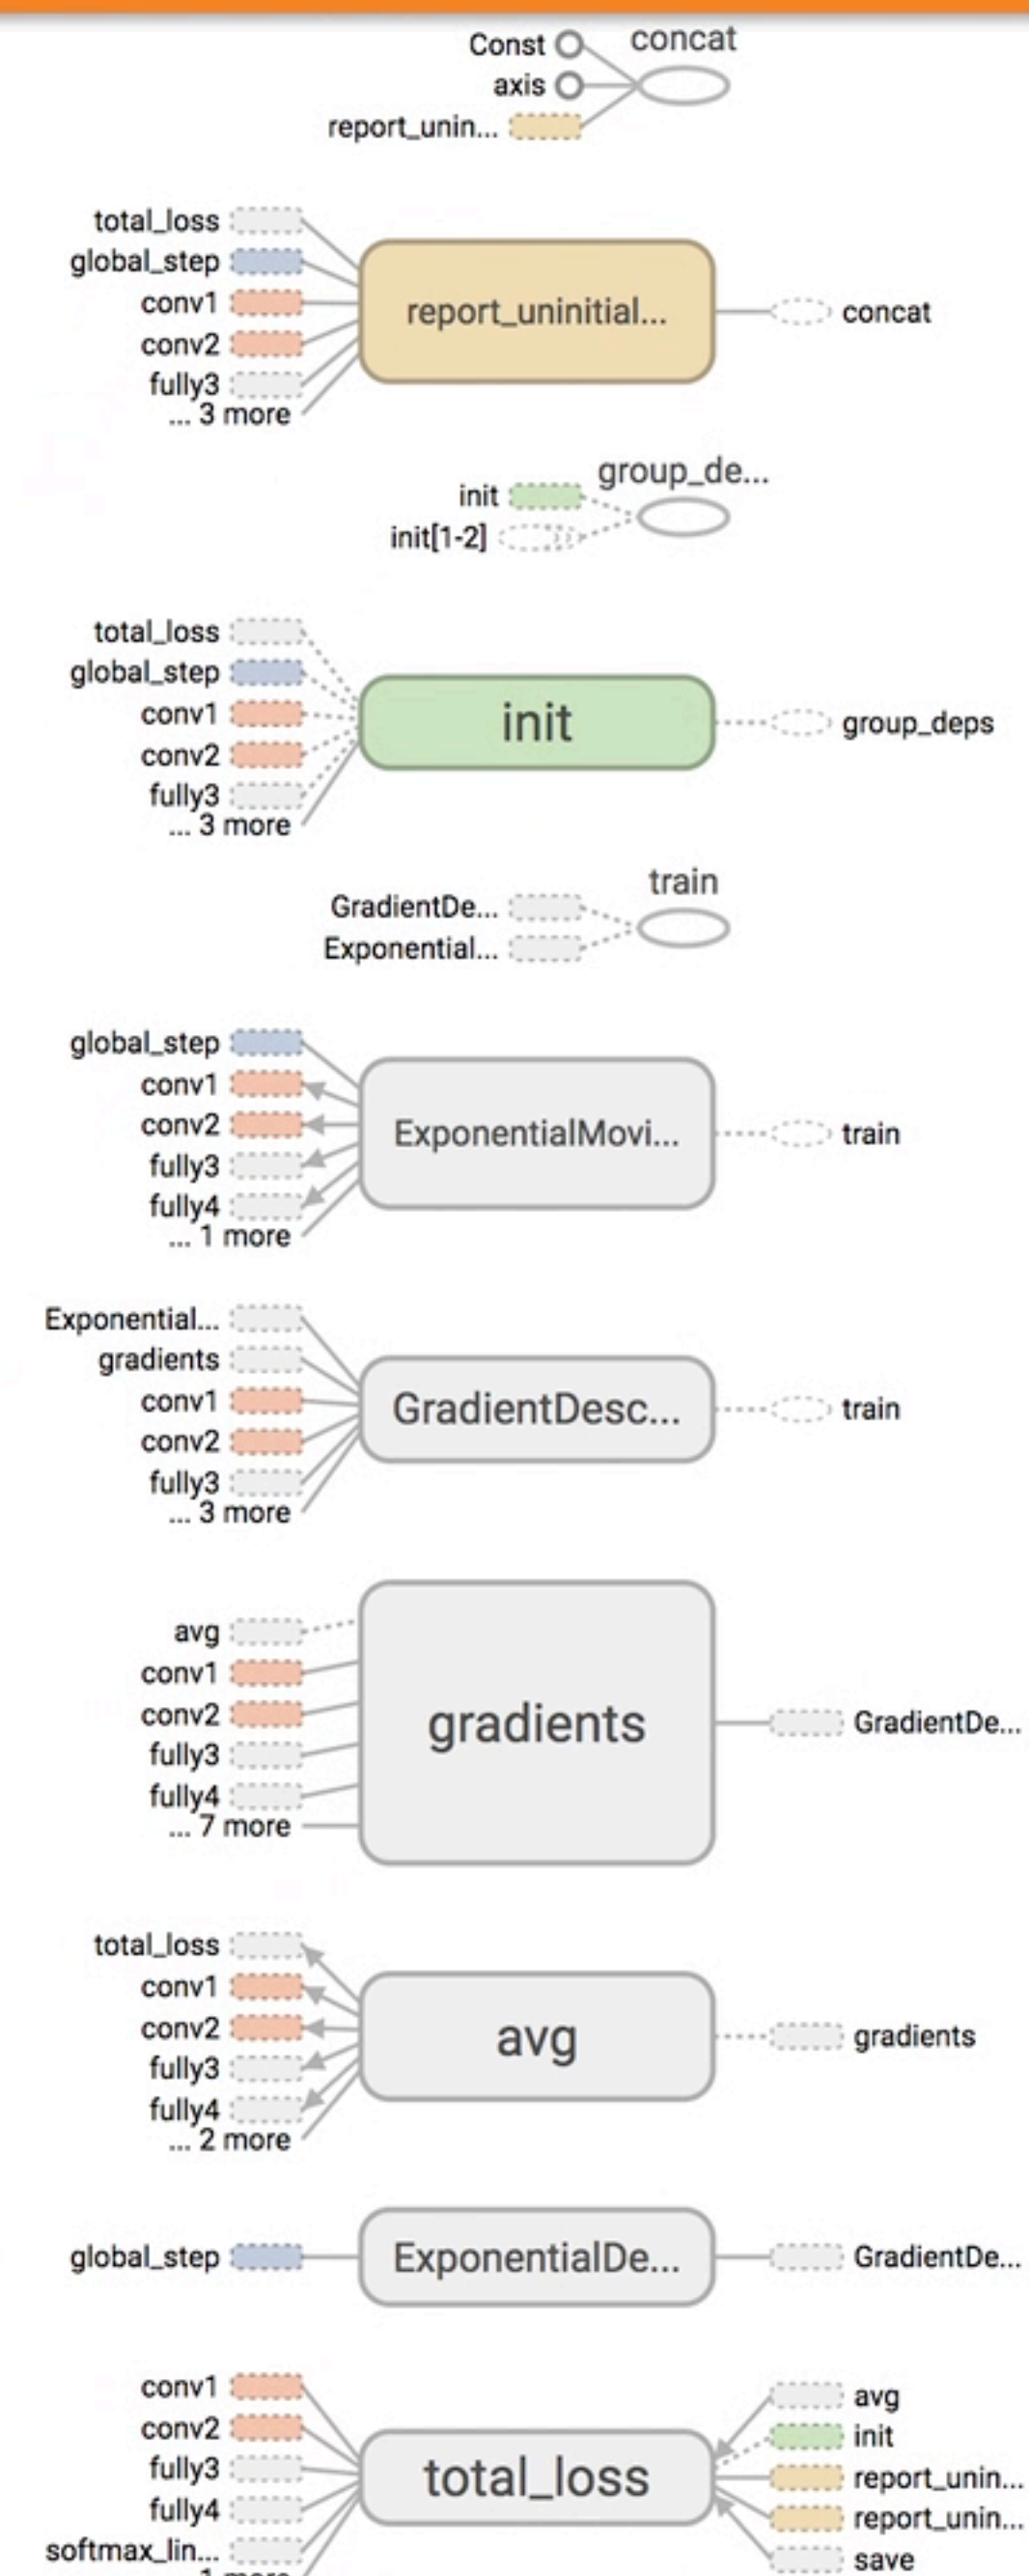 concat
Const
axis
report_unin...
total_loss
global_step
conv1
conv2
fully3
... 3 more
report_uninitial...
concat
group_de...
init
init[1-2]
total_loss
global_step
conv1
conv2
fully3
... 3 more
init
group_deps
train
GradientDe...
Exponential...
global_step
conv1
conv2
fully3
fully4
... 1 more
ExponentialMovi...
train
Exponential...
gradients
conv1
conv2
fully3
... 3 more
GradientDesc...
train
avg
conv1
conv2
fully3
fully4
... 7 more
gradients
GradientDe...
total_loss
conv1
conv2
fully3
fully4
... 2 more
avg
gradients
global_step
ExponentialDe...
GradientDe...
conv1
conv2
fully3
fully4
softmax_lin...
total_loss
avg
init
report_unin...
report_unin...
save